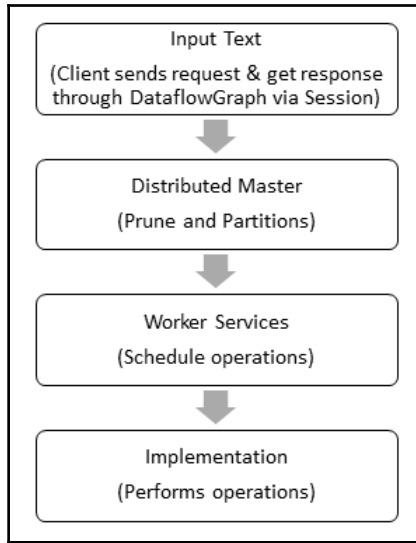 Input Text
(Client sends request & get response
through DataflowGraph via Session)
Distributed Master
(Prune and Partitions)
Worker Services
(Schedule operations)
Implementation
(Performs operations)